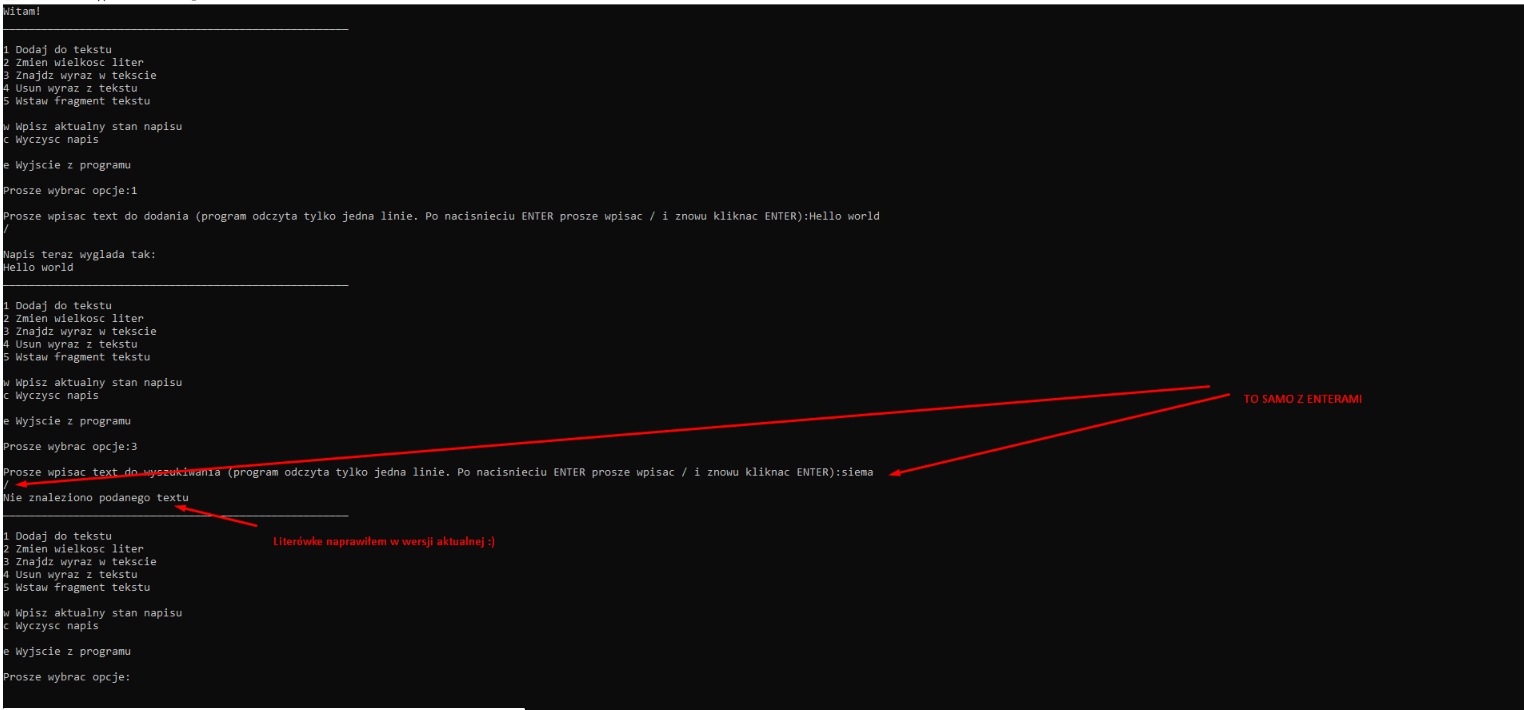 Witam!
1 Dodaj do tekstu
2 Zmien wielkosc liter
3 Znajdz wyraz w tekscie
4 Usun wyraz z tekstu
5 Wstaw fragment tekstu
w Wpisz aktualny stan napisu
c Wyczysc napis
e Wyjscie z programu
Prosze wybrac opcje:1
Prosze wpisac text do dodania (program odczyta tylko jedna linie. Po nacisnieciu ENTER prosze wpisac / i znowu kliknac ENTER):Hello world
/
Napis teraz wyglada tak:
Hello world
1 Dodaj do tekstu
2 Zmien wielkosc liter
3 Znajdz wyraz w tekscie
4 Usun wyraz z tekstu
5 Wstaw fragment tekstu
w Wpisz aktualny stan napisu
c Wyczysc napis
TO SAMO Z ENTERAMI
e Wyjscie z programu
Prosze wybrac opcje:3
Prosze wpisac text do wyszukiwania (program odczyta tylko jedna linie. Po nacisnieciu ENTER prosze wpisac / i znowu kliknac ENTER):siema
/
Nie znaleziono podanego textu
1 Dodaj do tekstu
Literówke naprawiłem w wersji aktualnej :)
2 Zmien wielkosc liter
3 Znajdz wyraz w tekscie
4 Usun wyraz z tekstu
5 Wstaw fragment tekstu
w Wpisz aktualny stan napisu
c Wyczysc napis
e Wyjscie z programu
Prosze wybrac opcje: